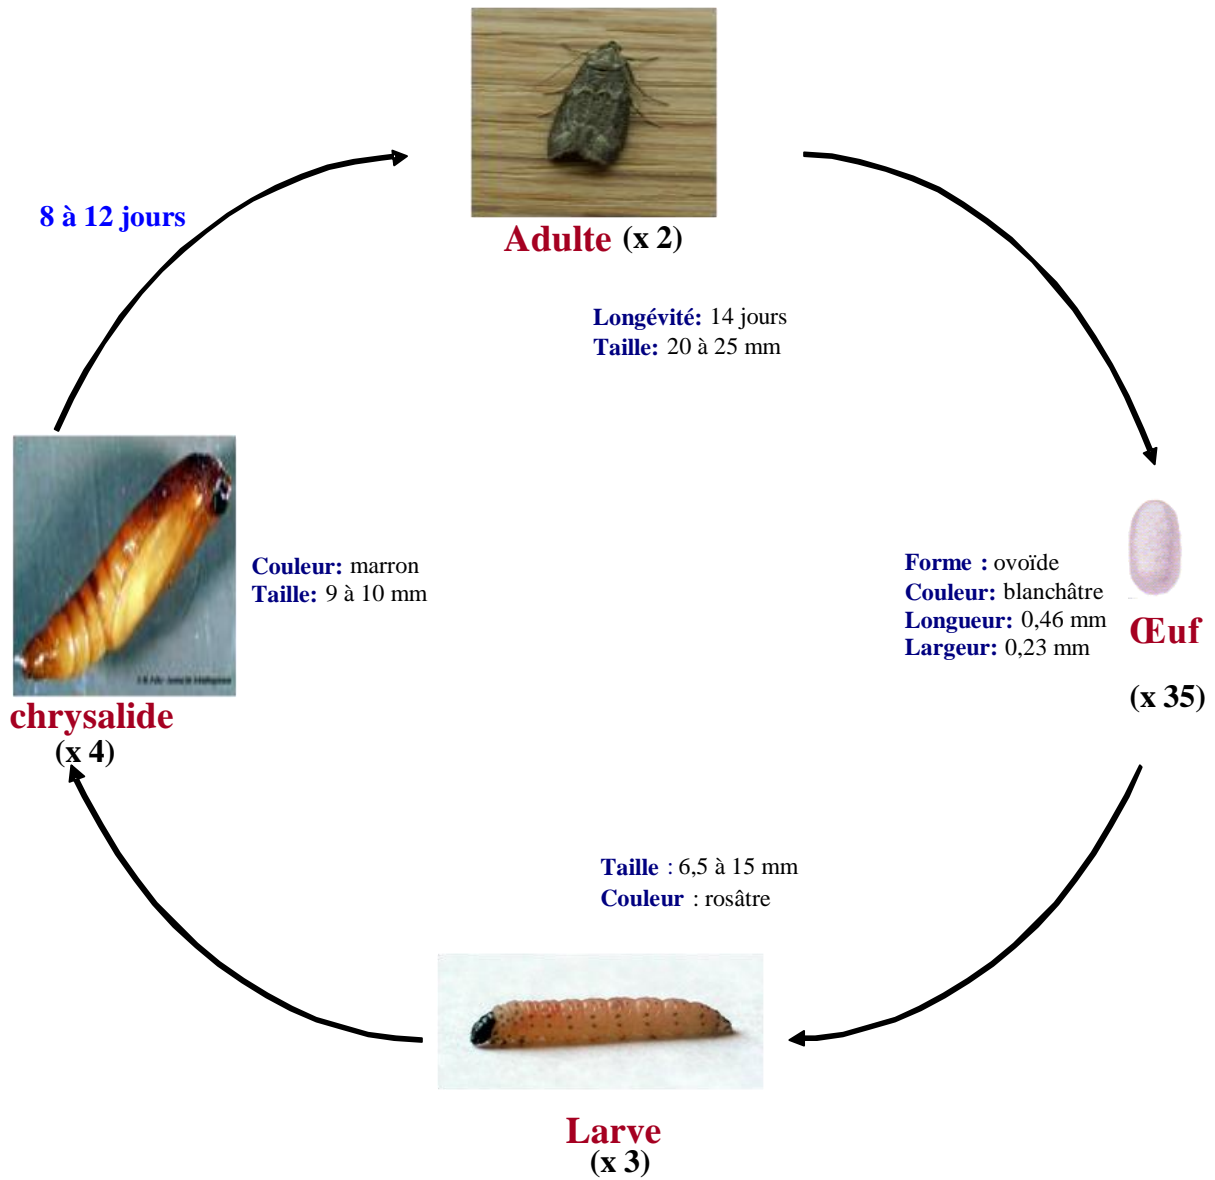 8 à 12 jours
Adulte (x 2)
Longévité: 14 jours
Taille: 20 à 25 mm
Couleur: marron
Taille: 9 à 10 mm
chrysalide
(x 4)
Forme : ovoïde
Couleur: blanchâtre
Longueur: 0,46 mm
Largeur: 0,23 mm
Œuf
(x 35)
Taille : 6,5 à 15 mm
Couleur : rosâtre
Larve
(x 3)